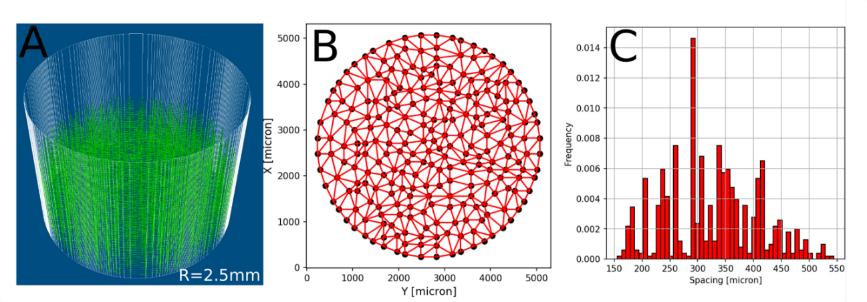 A
R=2.5mm
B
X [micron]
5000
4000
3000
2000
1000
0
0 1000 2000 3000 4000 5000
Y [micron]
C
Frequency
0.014
0.012
0.010
0.008
0.006
0.004
0.002
0.000
150 200 250 300 350 400 450 500 550
Spacing [micron]